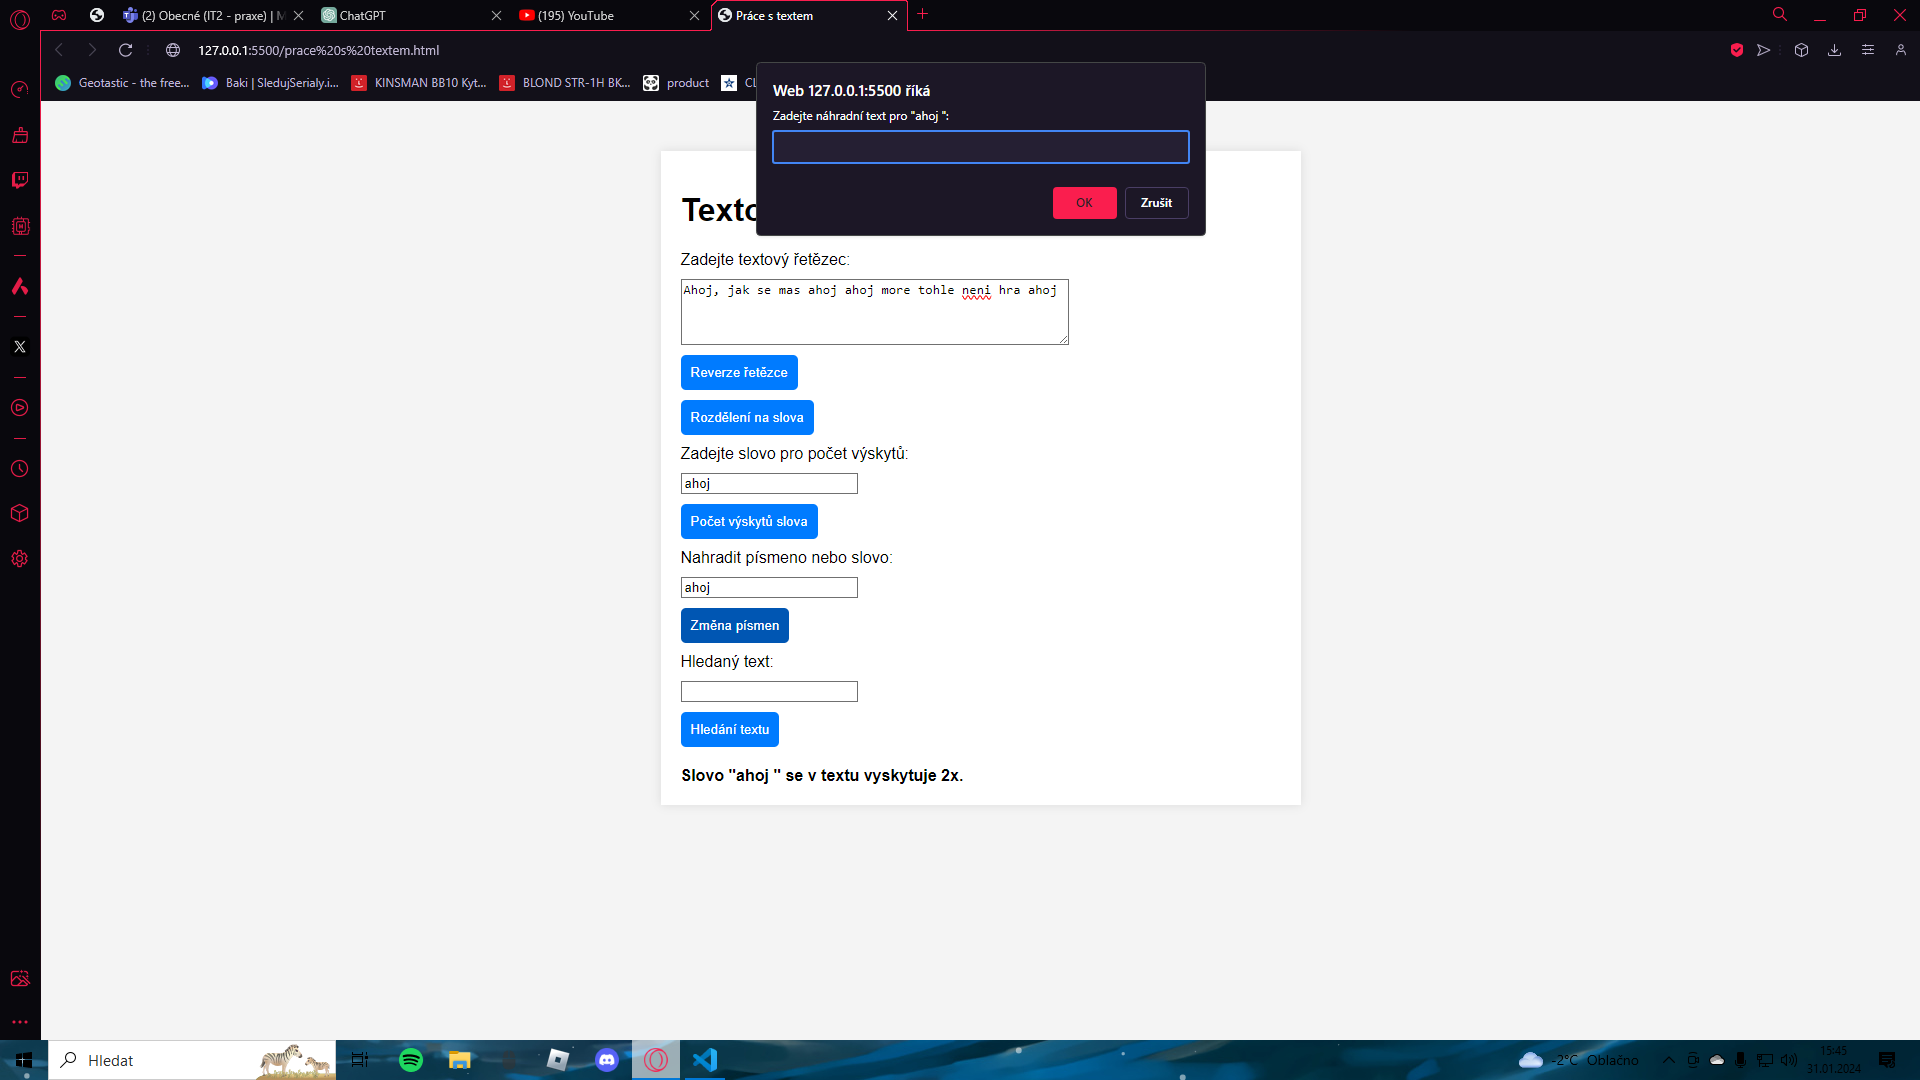 (2) Obecné (IT2 - praxe) | M
ChatGPT
(195) YouTube
Práce s textem
127.0.0.1:5500/prace%20s%20textem.html
Geotastic - the free...
Baki | SledujSerialy.i...
KINSMAN BB10 Kyt...
BLOND STR-1H BK...
product
Web 127.0.0.1:5500 říká
Zadejte náhradní text pro "ahoj ":
OK
Zrušit
Texto
Zadejte textový řetězec:
Ahoj, jak se mas ahoj ahoj more tohle neni hra ahoj
Reverze řetězce
Rozdělení na slova
Zadejte slovo pro počet výskytů:
ahoj
Počet výskytů slova
Nahradit písmeno nebo slovo:
ahoj
Změna písmen
Hledaný text:
Hledání textu
Slovo "ahoj " se v textu vyskytuje 2x.
Hledat
-2°C Oblačno
15:45
31.01.2024